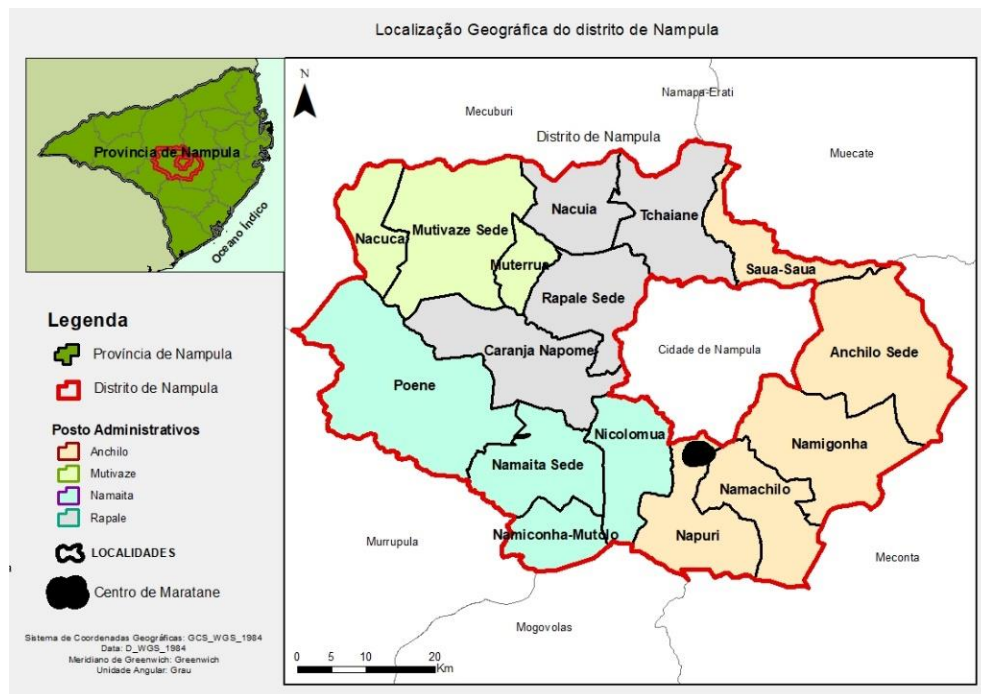 Localização Geográfica do distrito de Nampula
Província de Nampula
Oceano Índico
N
Mecuburi
Namapa-Erati
Distrito de Nampula
Muecate
Nacuia
Tchaiane
Nacuca
Mutivaze Sede
Muterrua
Saua-Saua
Rapale Sede
Caranja Napome
Cidade de Nampula
Anchilo Sede
Poene
Nicolomua
Namigonha
Namaita Sede
Namachilo
Namiconha-Mutolo
Napuri
Murrupula
Meconta
Mogovolas
0 5 10 20
Km
Legenda
Província de Nampula
Distrito de Nampula
Posto Administrativos
Anchilo
Mutivaze
Namaita
Rapale
LOCALIDADES
Centro de Maratane
Sistema de Coordenadas Geográficas: GCS_WGS_1984
Data: D_WGS_1984
Meridiano de Greenwich: Greenwich
Unidade Angular: Grau